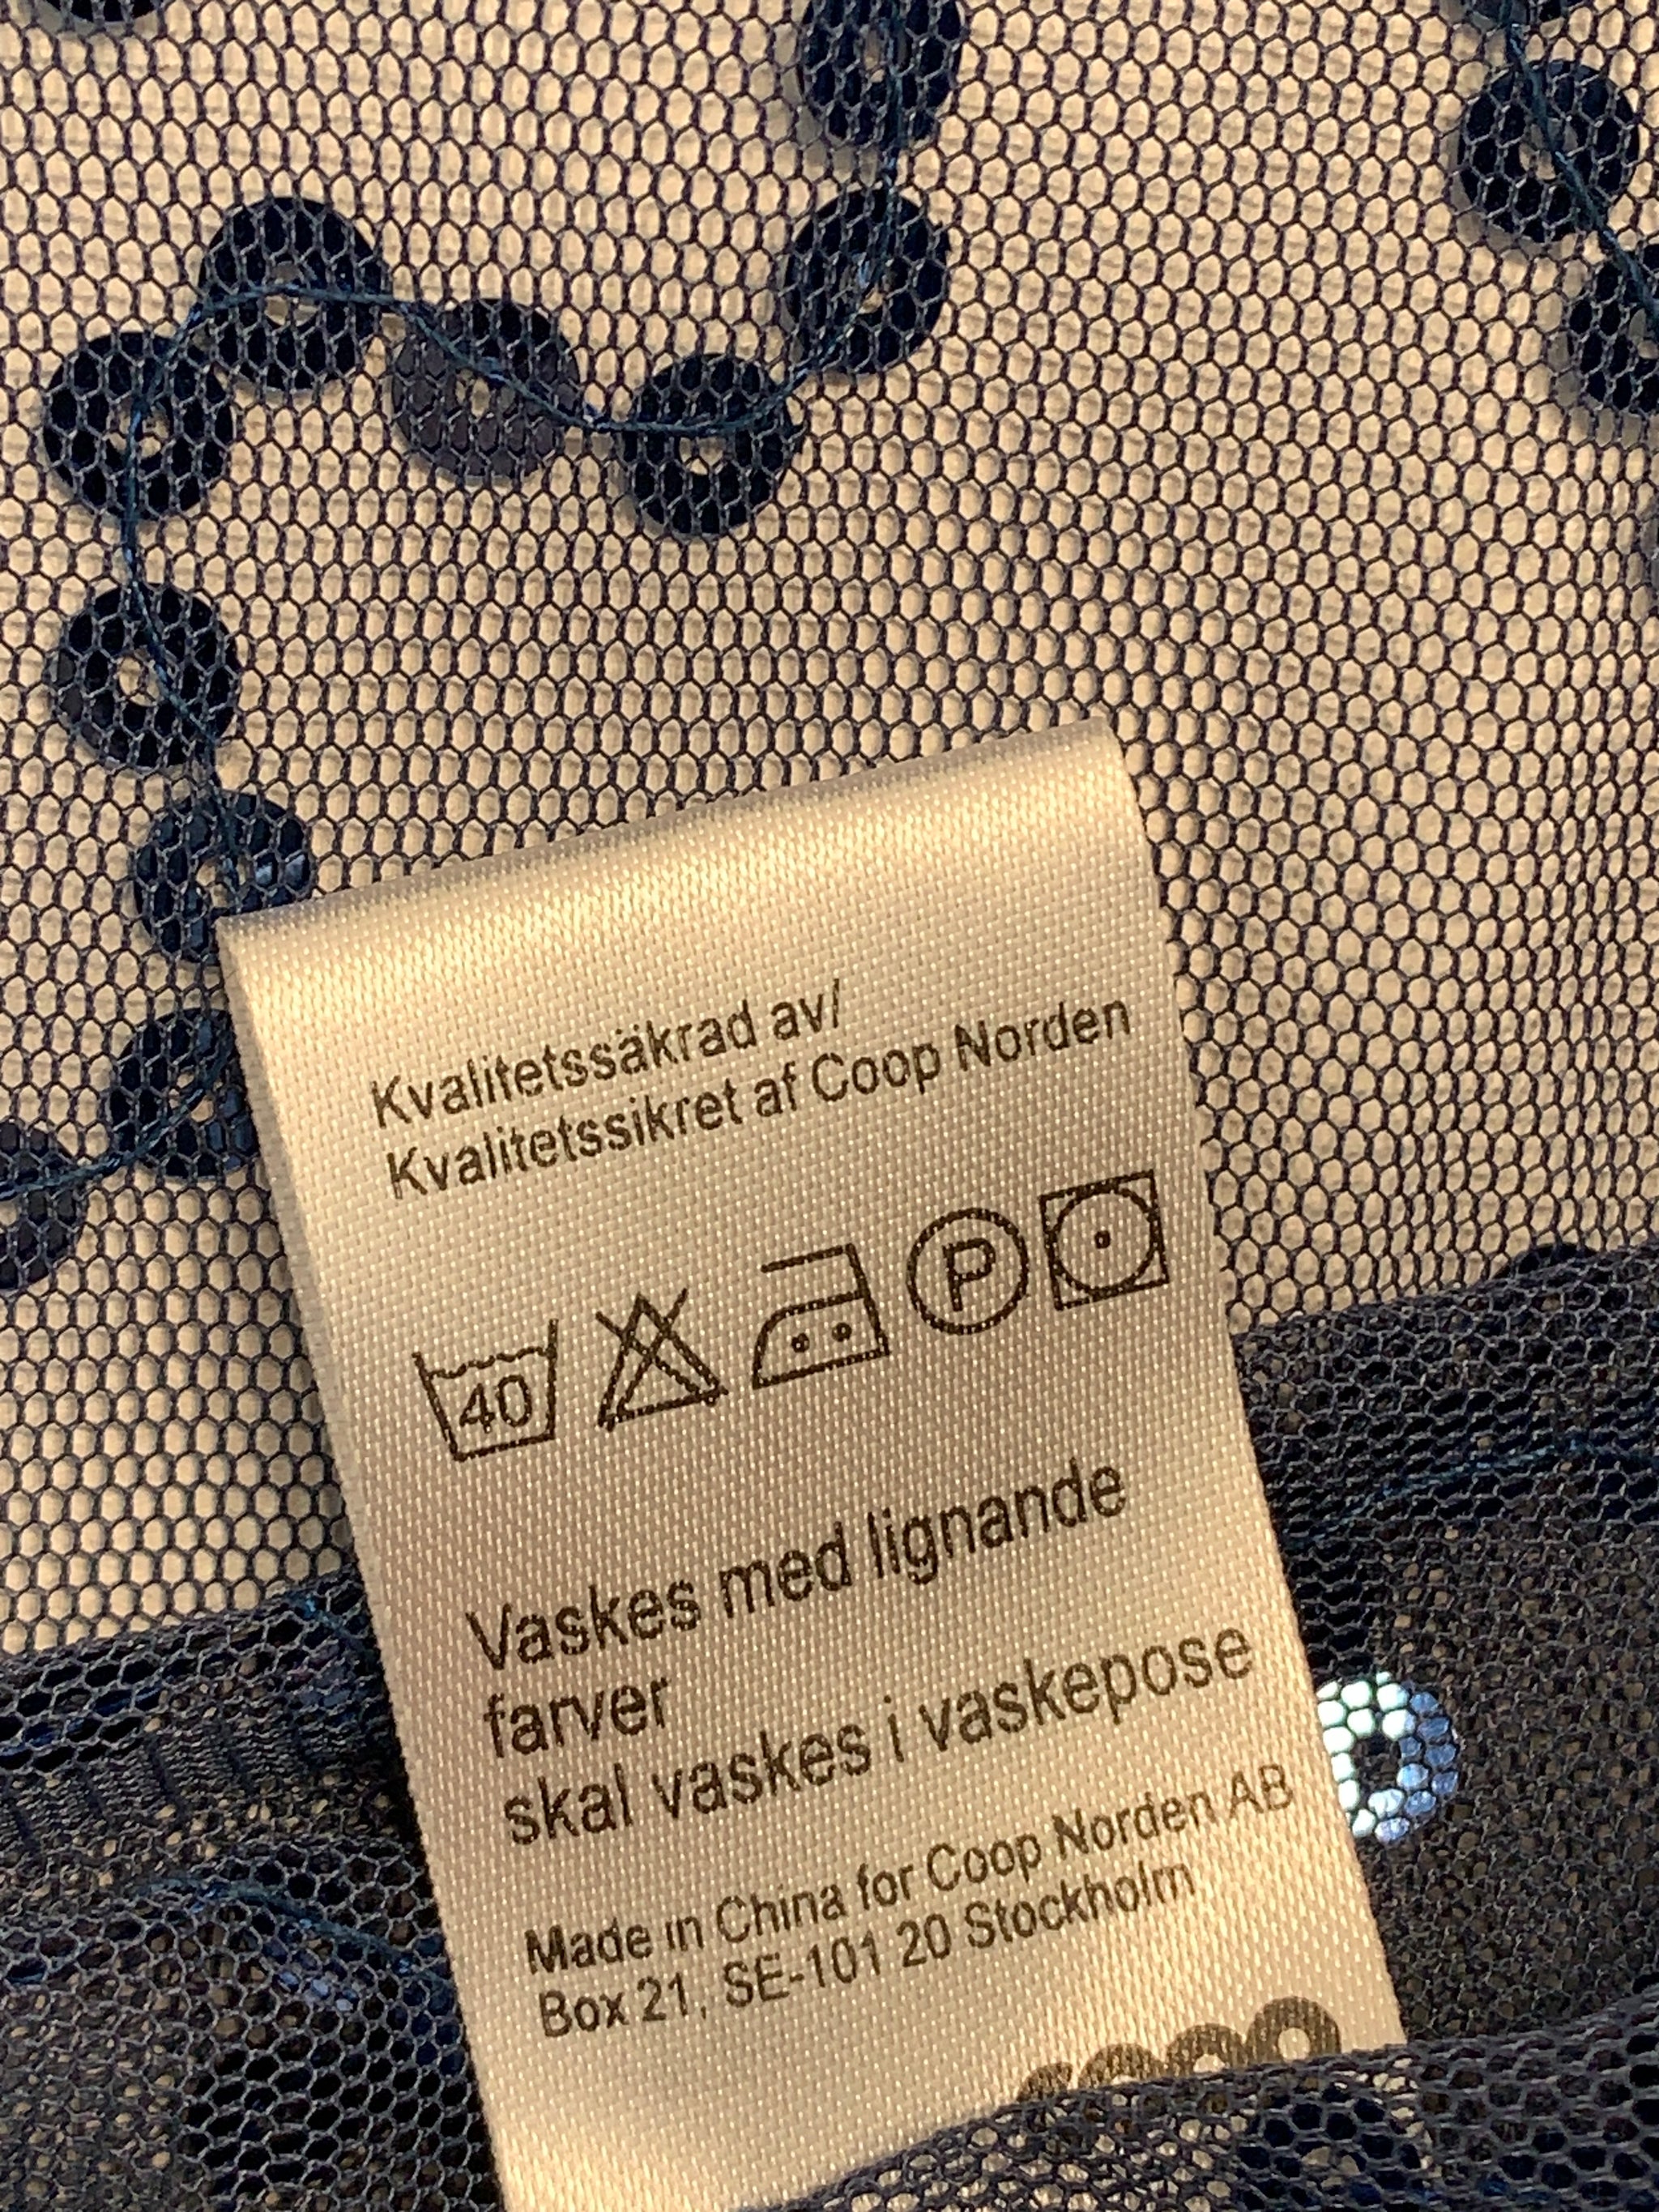 Kvalitetssäkrad av/
Kvalitetssikret af Coop Norden
40 P
Vaskes med lignande
farver
skal vaskes i vaskepose
Made in China for Coop Norden AB
Box 21, SE-101 20 Stockholm
coop